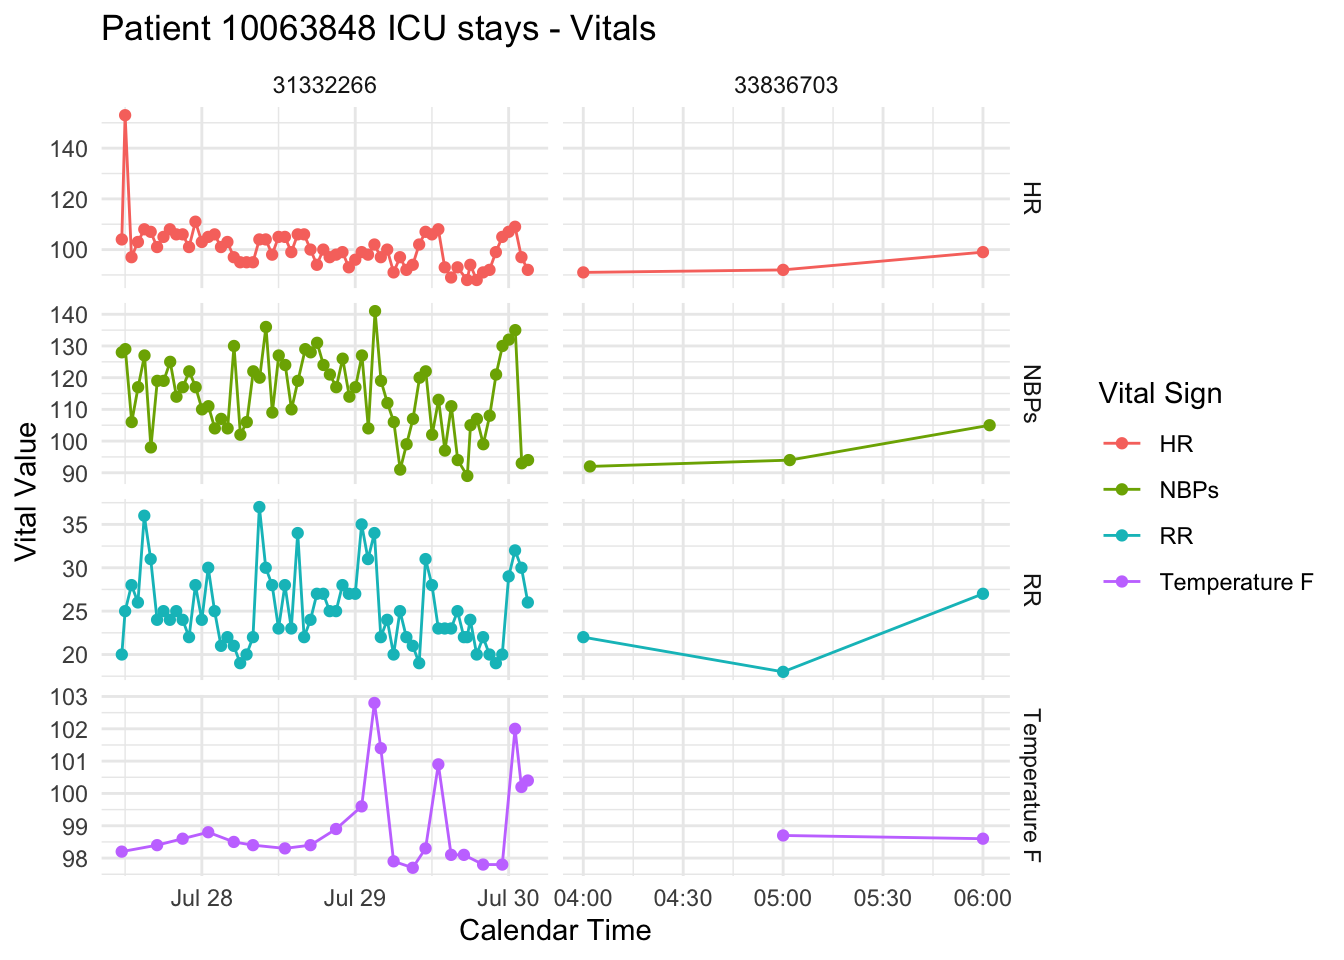 Patient 10063848 ICU stays - Vitals
31332266
33836703
140
120
100
HR
140
130
120
110
100
90
NBPs
35
30
25
20
RR
103
102
101
100
99
98
Temperature F
Jul 28
Jul 29
Jul 30
04:00
04:30
05:00
05:30
06:00
Calendar Time
Vital Value
Vital Sign
HR
NBPs
RR
Temperature F